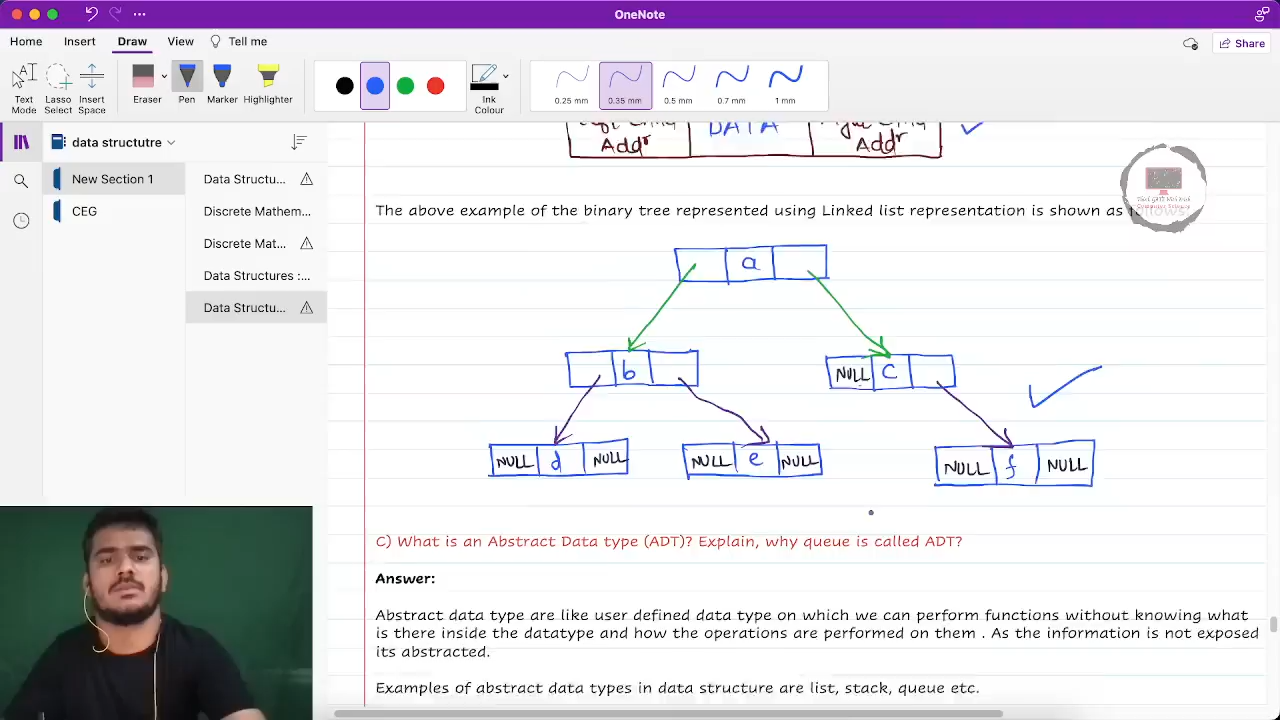 OneNote
Home Insert Draw View Tell me
Share
Text Mode
Lasso Select
Insert Space
Eraser
Pen
Marker
Highlighter
Ink Colour
0.25 mm
0.35 mm
0.5 mm
0.7 mm
1 mm
data structutre
New Section 1
CEG
Data Structu...
Discrete Mathem...
Discrete Mat...
Data Structures :...
Data Structu...
DATA
Addr Addr
The above example of the binary tree represented using Linked list representation is shown as follows:
a
b
NULL C
NULL d NULL
NULL e NULL
NULL f NULL
C) What is an Abstract Data type (ADT)? Explain, why queue is called ADT?
Answer:
Abstract data type are like user defined data type on which we can perform functions without knowing what
is there inside the datatype and how the operations are performed on them . As the information is not exposed
its abstracted.
Examples of abstract data types in data structure are list, stack, queue etc.